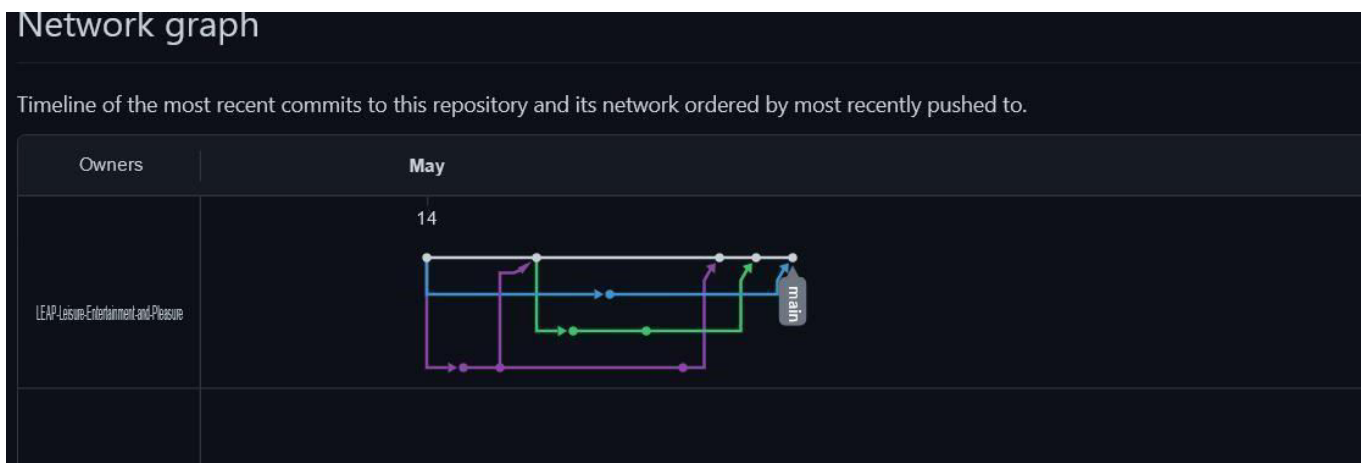 Network graph
Timeline of the most recent commits to this repository and its network ordered by most recently pushed to.
Owners
May
14
LEAP-Leisure-Entertainment-and-Pleasure
main